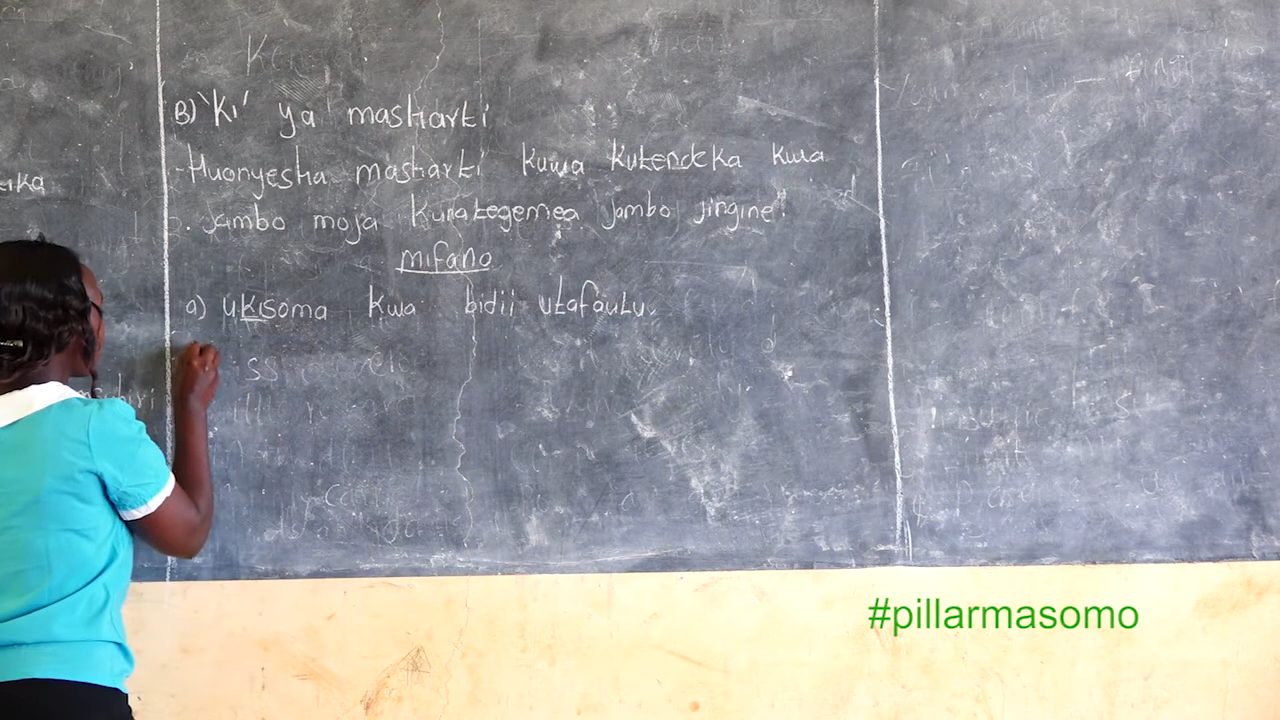 B) 'Ki' ya masharti
-Huonyesha masharti kuwa kutendeka kwa
jambo moja kunategemea jambo jingine.
mifano
a) ukisoma kwa bidii utafaulu.
#pillarmasomo